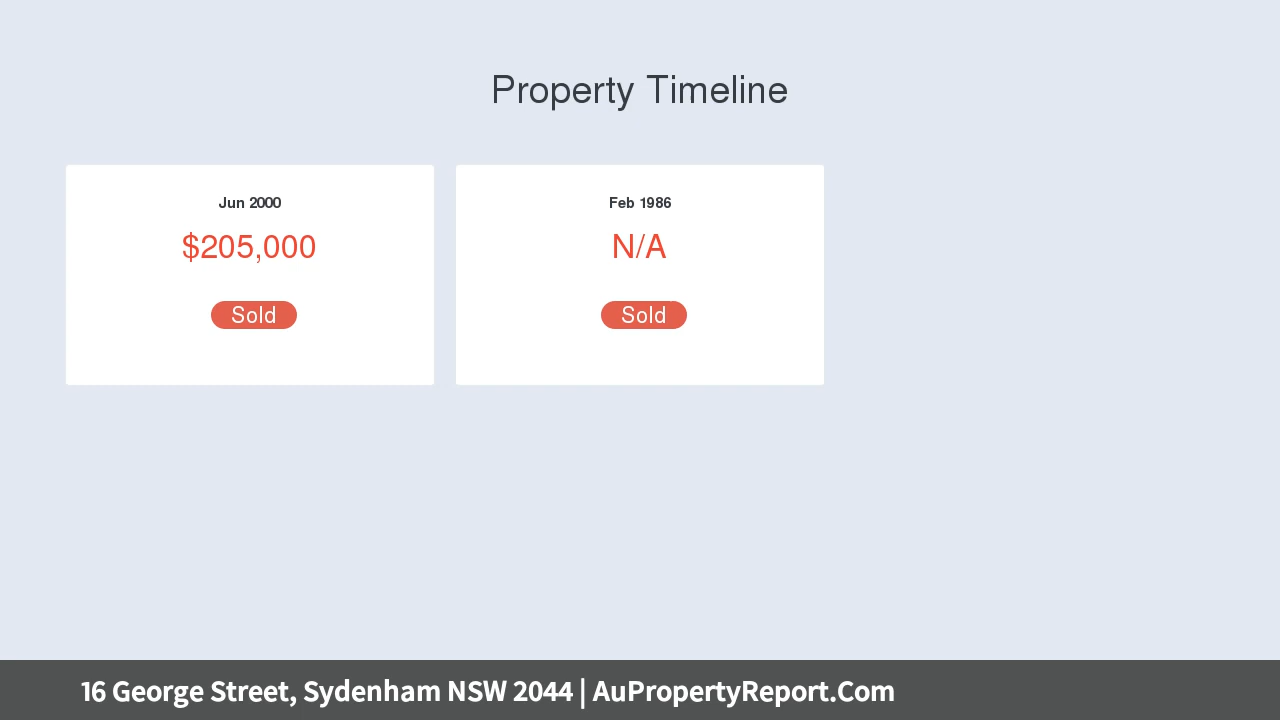 Property Timeline
Jun 2000
$205,000
Sold
Feb 1986
N/A
Sold
16 George Street, Sydenham NSW 2044 | AuPropertyReport.Com